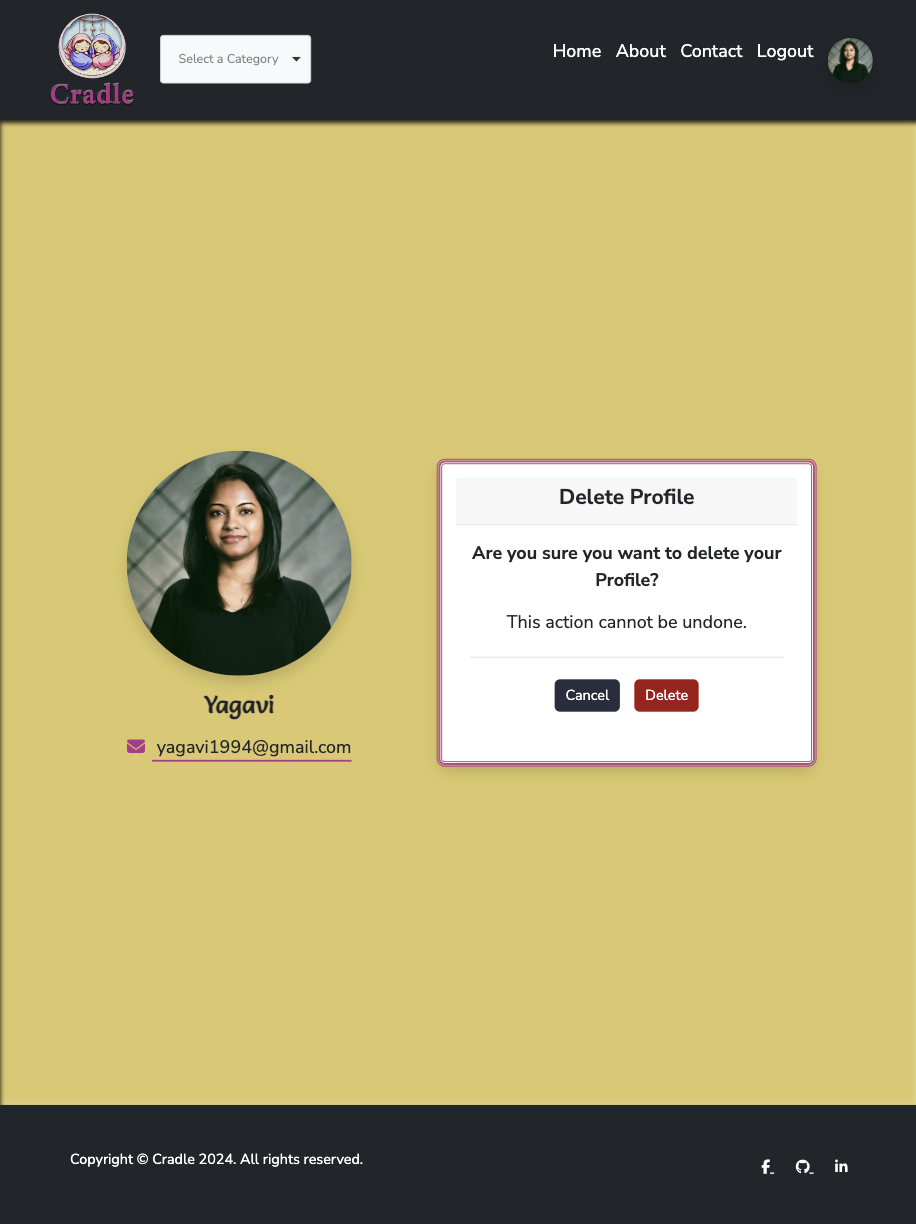 Cradle
Select a Category
Home About Contact Logout
Yagavi
yagavi1994@gmail.com
Delete Profile
Are you sure you want to delete your
Profile?
This action cannot be undone.
Cancel Delete
Copyright © Cradle 2024. All rights reserved.